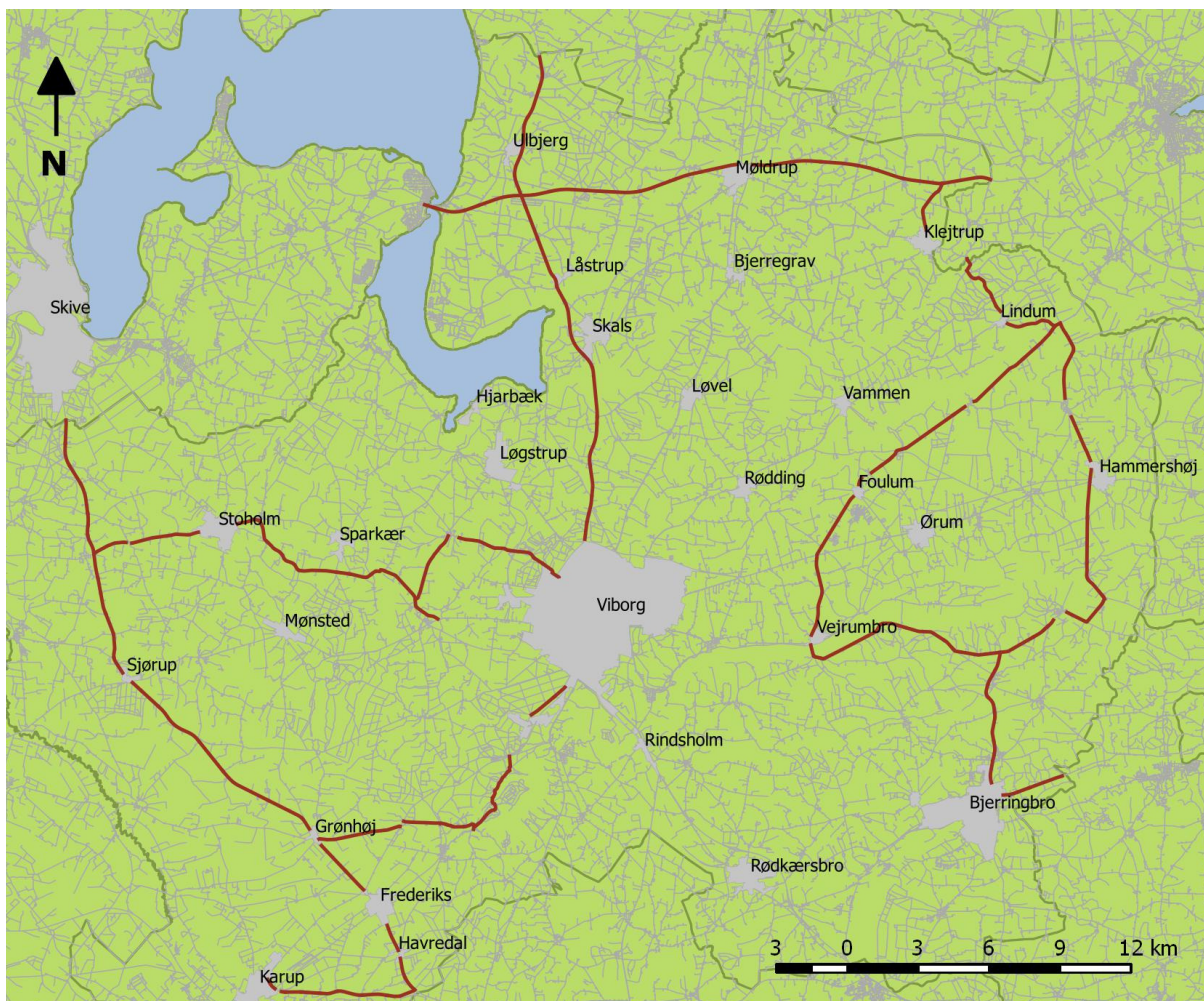 Ulbjerg
N
Møldrup
Klejtrup
Låstrup
Bjerregrav
Skive
Lindum
Skals
Løvel
Vammen
Hjarbæk
Løgstrup
Hammershøj
Rødding
Foulum
Stoholm
Ørum
Sparkær
Viborg
Mønsted
Vejrumbro
Sjørup
Rindsholm
Bjerringbro
Grønhøj
Rødkærsbro
Frederiks
Havredal
3 0 3 6 9 12 km
Karup